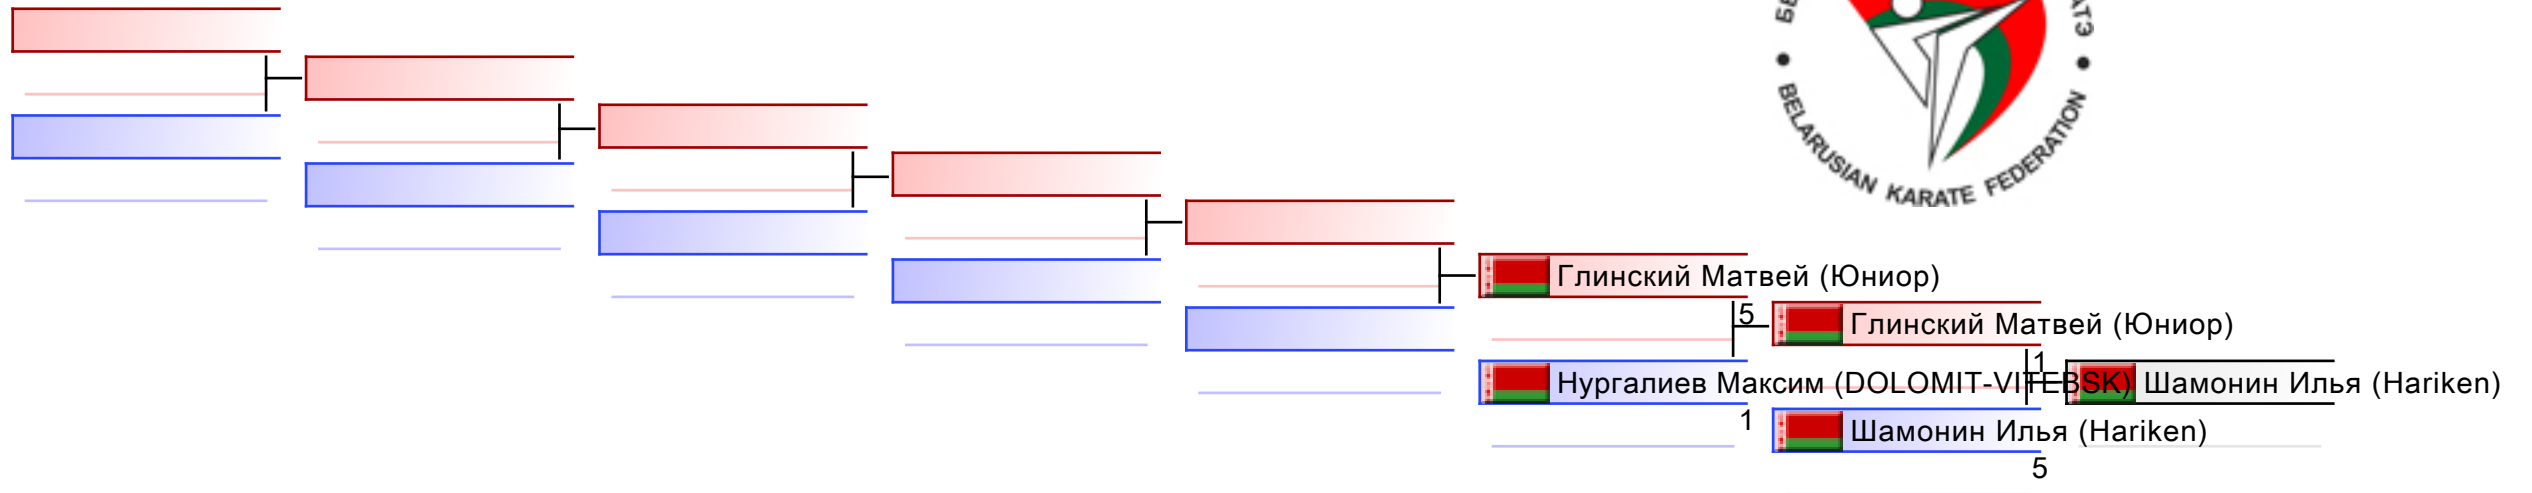 BELARUSIAN KARATE FEDERATION
Глинский Матвей (Юниор)
5
Глинский Матвей (Юниор)
1
Нургалиев Максим (DOLOMIT-VITEBSK)
Шамонин Илья (Hariken)
1
Шамонин Илья (Hariken)
5